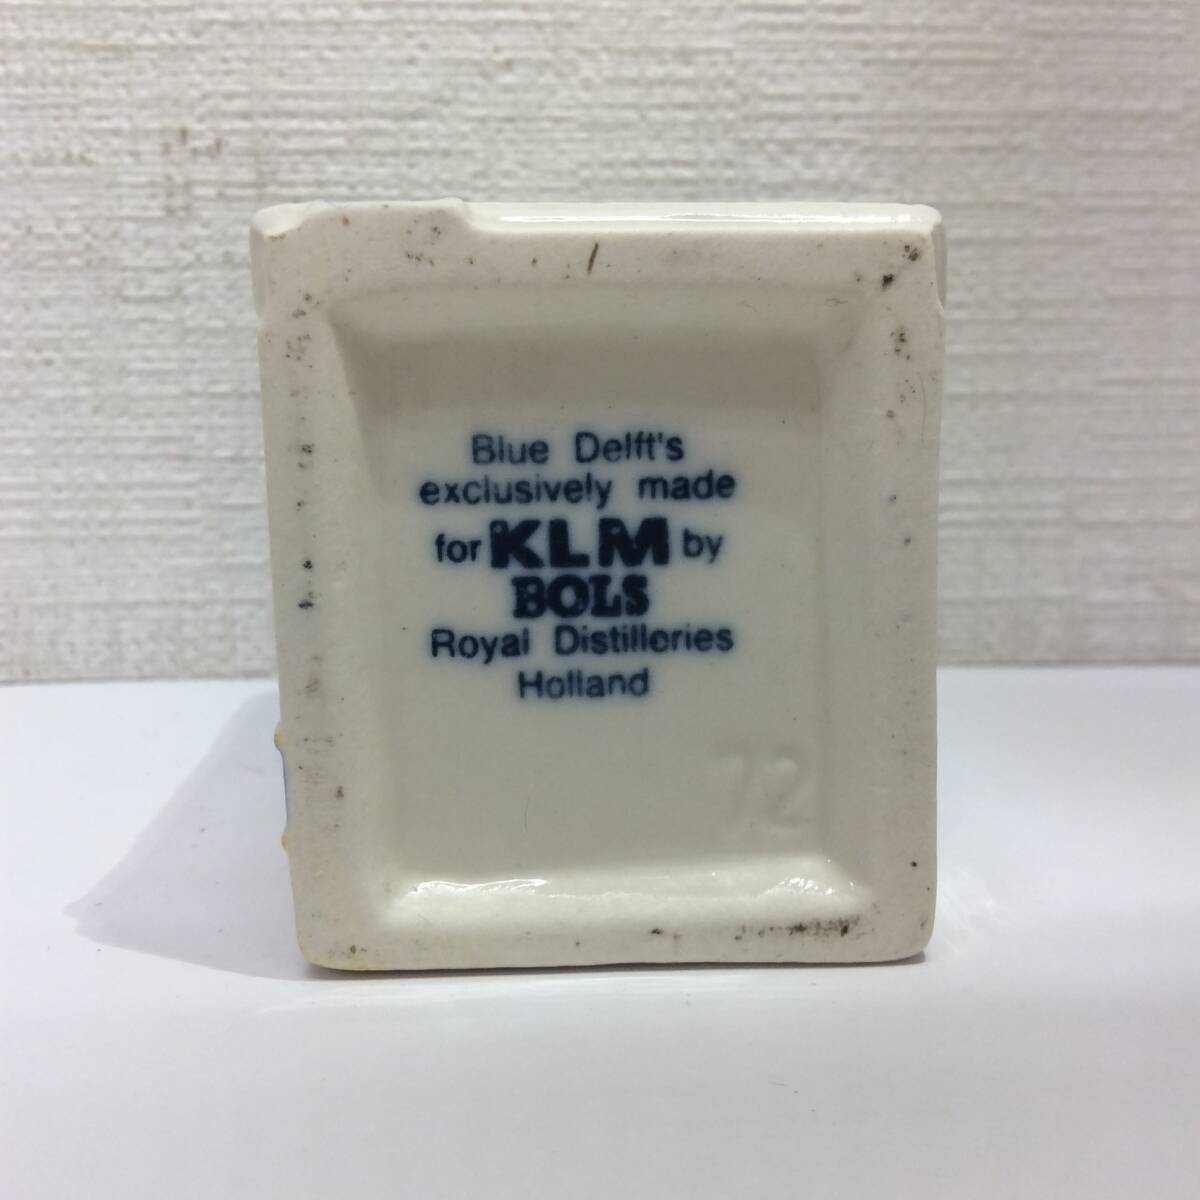 Blue Delft's
exclusively made
for KLM by
BOLS
Royal Distilleries
Holland
72